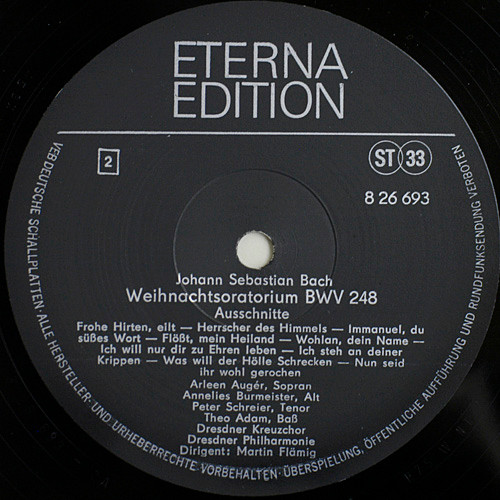 ETERNA
EDITION
2
ST 33
8 26 693
Johann Sebastian Bach
Weihnachtsoratorium BWV 248
Ausschnitte
Frohe Hirten, eilt — Herrscher des Himmels — Immanuel, du
süßes Wort — Flößt, mein Heiland — Wohlan, dein Name —
Ich will nur dir zu Ehren leben — Ich steh an deiner
Krippen — Was will der Hölle Schrecken — Nun seid
ihr wohl gerochen
Arleen Augér, Sopran
Annelies Burmeister, Alt
Peter Schreier, Tenor
Theo Adam, Baß
Dresdner Kreuzchor
Dresdner Philharmonie
Dirigent: Martin Flämig
VEB DEUTSCHE SCHALLPLATTEN · ALLE HERSTELLER- UND URHEBERRECHTE VORBEHALTEN · ÜBERSPIELUNG, ÖFFENTLICHE AUFFÜHRUNG UND RUNDFUNKSENDUNG VERBOTEN